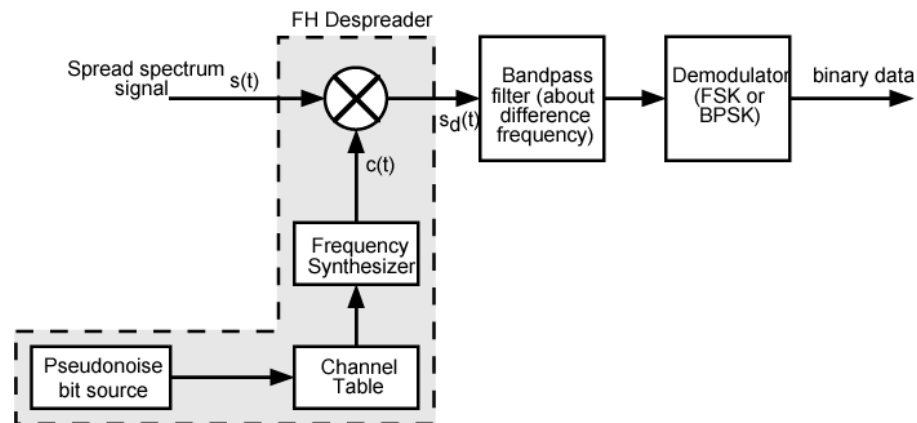 FH Despreader
Spread spectrum
signal
s(t)
s_d(t)
Bandpass
filter (about
difference
frequency)
Demodulator
(FSK or
BPSK)
binary data
c(t)
Frequency
Synthesizer
Pseudonoise
bit source
Channel
Table